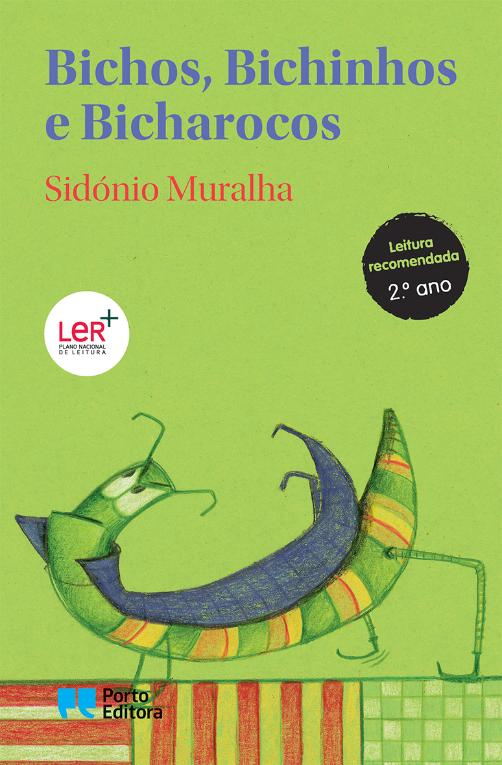 Bichos, Bichinhos
e Bicharocos
Sidónio Muralha
Leitura
recomendada
2.º ano
LeR+
PLANO NACIONAL
DE LEITURA
Porto
Editora